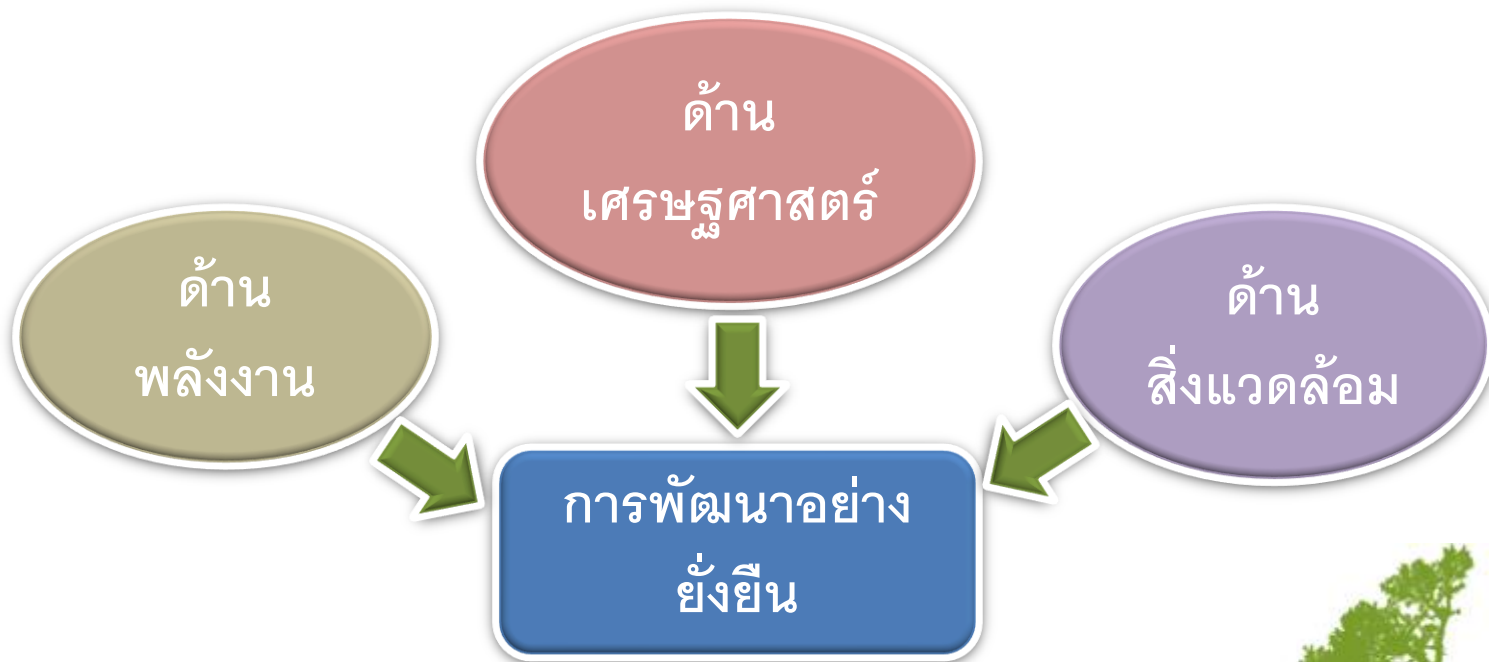 ด้าน
เศรษฐศาสตร์
ด้าน
พลังงาน
ด้าน
สิ่งแวดล้อม
การพัฒนาอย่าง
ยั่งยืน